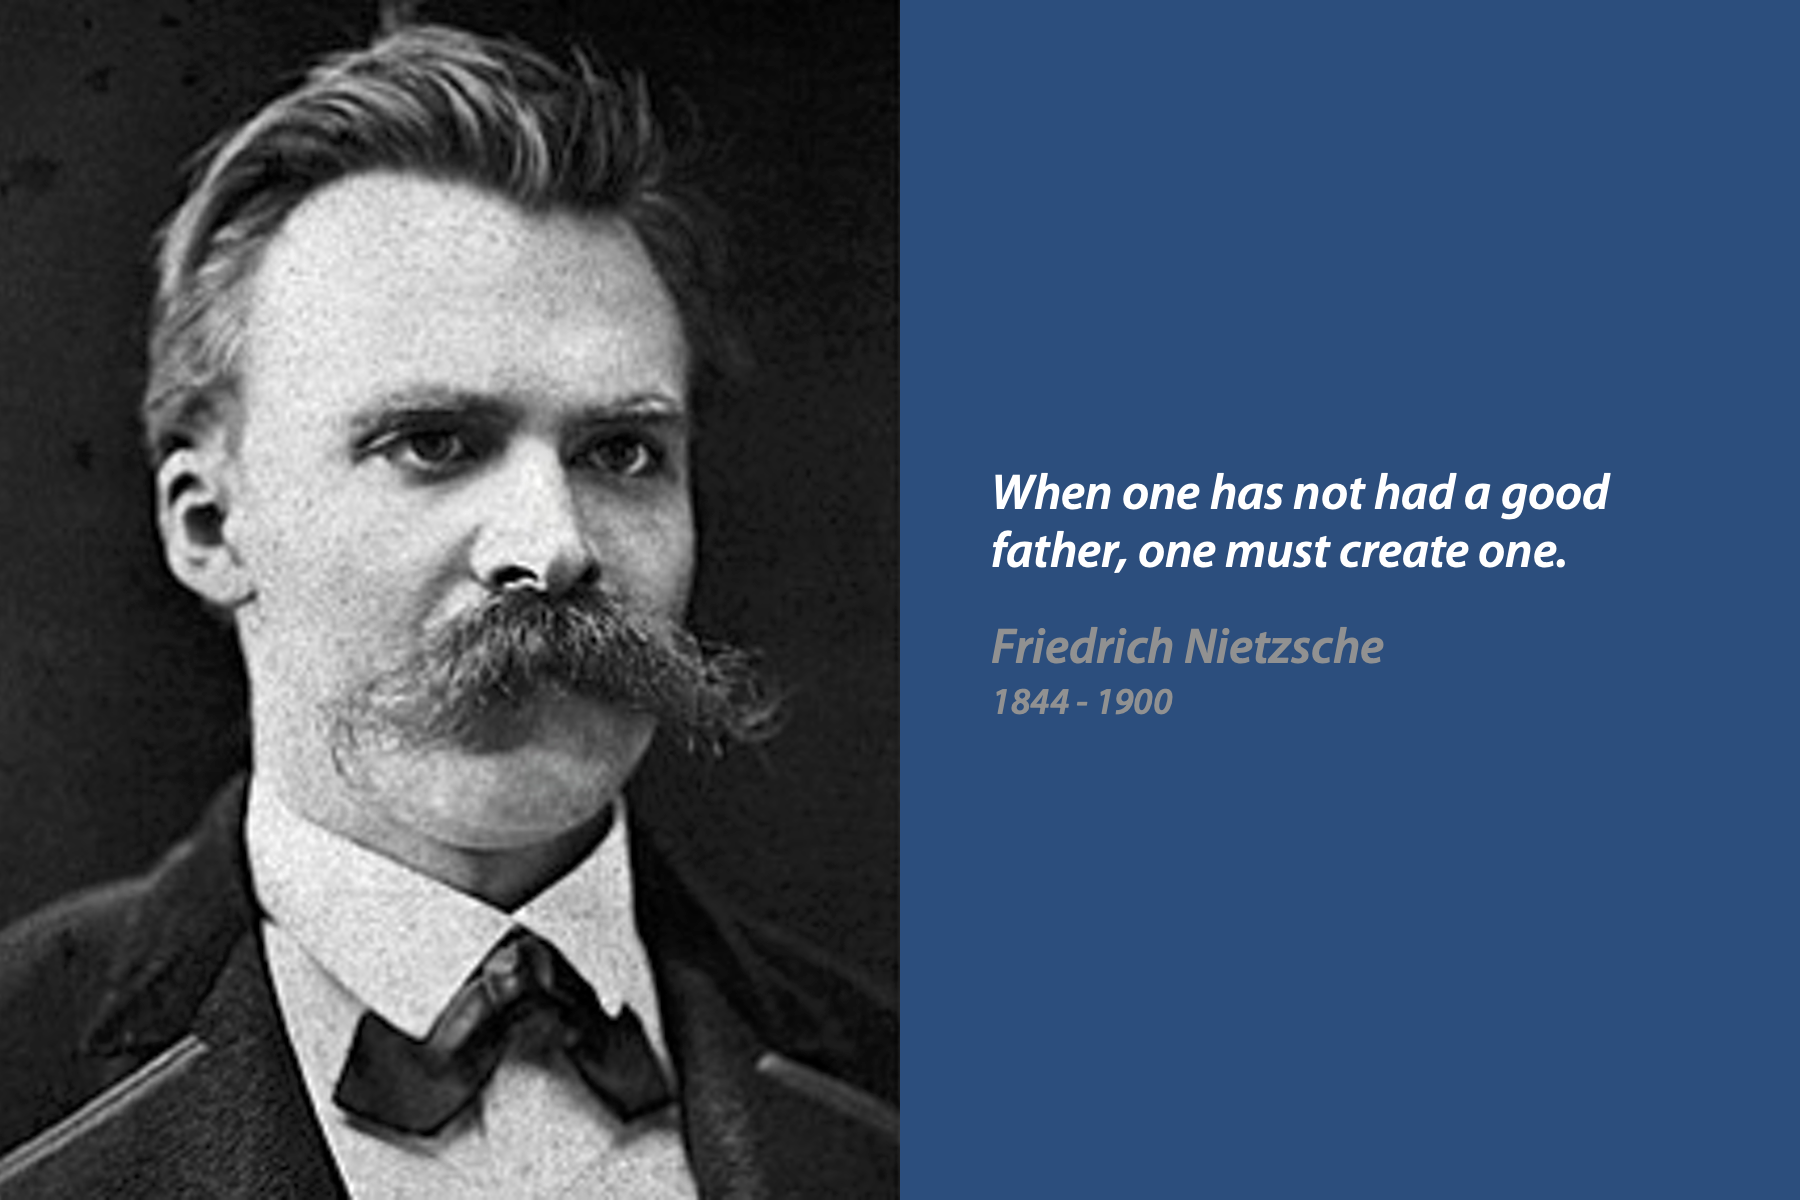 When one has not had a good
father, one must create one.
Friedrich Nietzsche
1844 - 1900